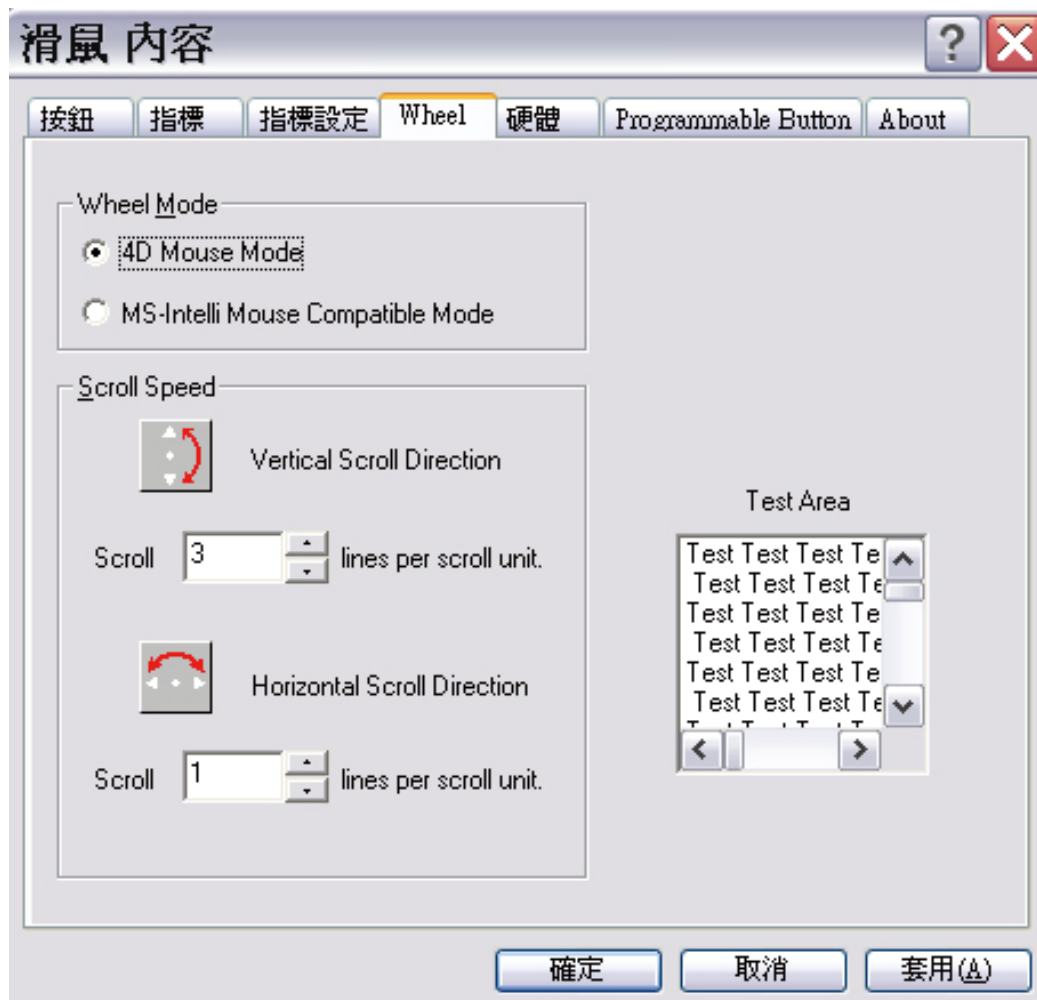 滑鼠 內容
?
按鈕 指標 指標設定 Wheel 硬體 Programmable Button About
Wheel Mode
4D Mouse Mode
MS-Intelli Mouse Compatible Mode
Scroll Speed
Vertical Scroll Direction
Scroll 3 lines per scroll unit.
Horizontal Scroll Direction
Scroll 1 lines per scroll unit.
Test Area
Test Test Test Te
Test Test Test Te
Test Test Test Te
Test Test Test Te
Test Test Test Te
Test Test Test Te
確定 取消 套用(A)